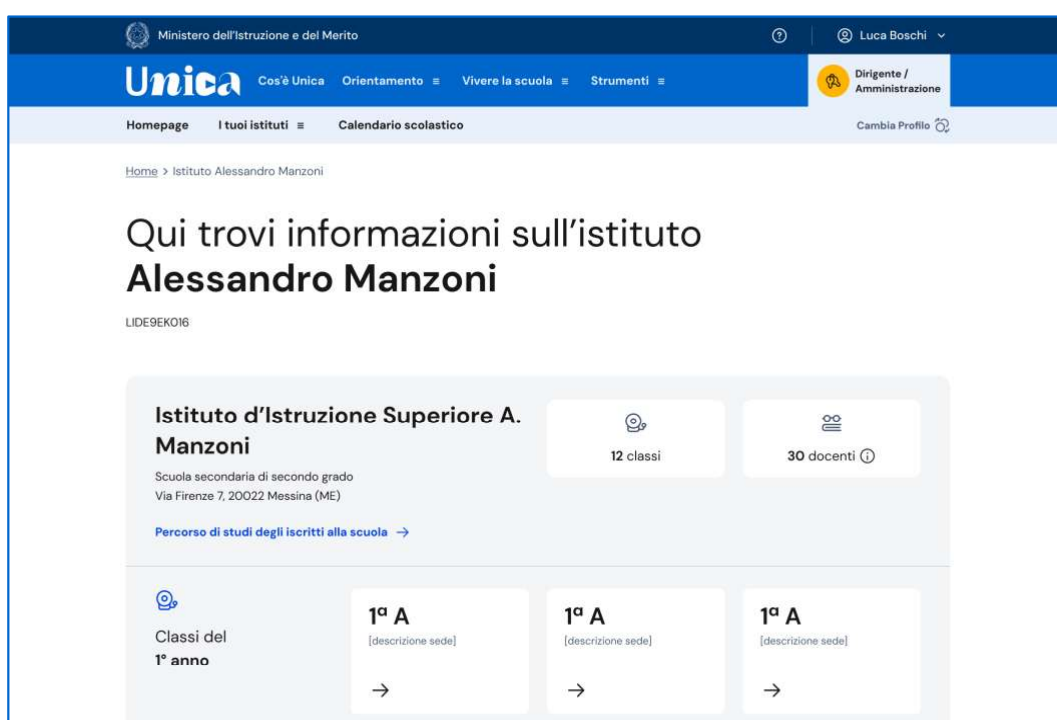 Ministero dell'Istruzione e del Merito
Luca Boschi
Unica
Cos'è Unica
Orientamento
Vivere la scuola
Strumenti
Dirigente /
Amministrazione
Homepage
I tuoi istituti
Calendario scolastico
Cambia Profilo
Home > Istituto Alessandro Manzoni
Qui trovi informazioni sull'istituto
Alessandro Manzoni
LIDE9EK016
Istituto d'Istruzione Superiore A.
Manzoni
Scuola secondaria di secondo grado
Via Firenze 7, 20022 Messina (ME)
Percorso di studi degli iscritti alla scuola →
12 classi
30 docenti
Classi del
1° anno
1ª A
[descrizione sede]
→
1ª A
[descrizione sede]
→
1ª A
[descrizione sede]
→